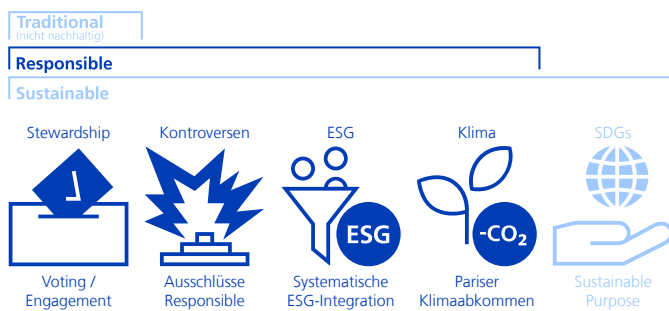 Traditional
(nicht nachhaltig)
Responsible
Sustainable
Stewardship
Kontroversen
ESG
Klima
SDGs
ESG
-CO₂
Voting /
Engagement
Ausschlüsse
Responsible
Systematische
ESG-Integration
Pariser
Klimaabkommen
Sustainable
Purpose